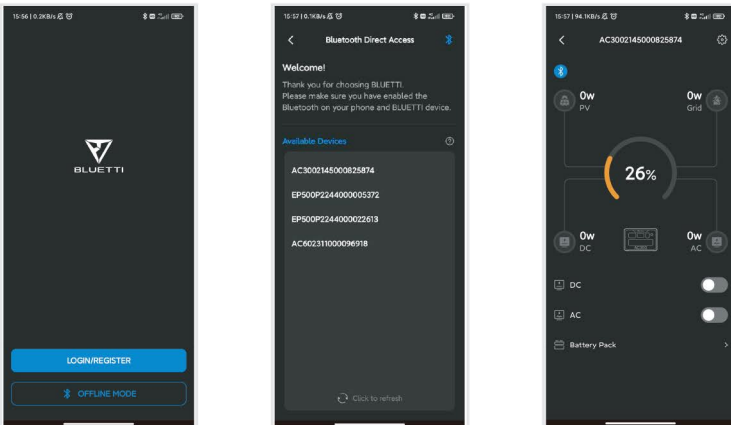 15:56 | 0.2KB/s
BLUETTI
LOGIN/REGISTER
OFFLINE MODE
15:57 | 0.1KB/s
Bluetooth Direct Access
Welcome!
Thank you for choosing BLUETTI.
Please make sure you have enabled the
Bluetooth on your phone and BLUETTI device.
Available Devices
AC3002145000825874
EP500P2244000005372
EP500P2244000022613
AC602311000096918
Click to refresh
15:57 | 94.1KB/s
AC3002145000825874
0w
PV
0w
Grid
26%
0w
DC
0w
AC
DC
AC
Battery Pack